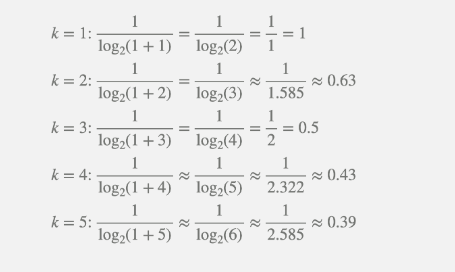 k = 1: 1/log₂(1 + 1) = 1/log₂(2) = 1/1 = 1
k = 2: 1/log₂(1 + 2) = 1/log₂(3) ≈ 1/1.585 ≈ 0.63
k = 3: 1/log₂(1 + 3) = 1/log₂(4) = 1/2 = 0.5
k = 4: 1/log₂(1 + 4) ≈ 1/log₂(5) ≈ 1/2.322 ≈ 0.43
k = 5: 1/log₂(1 + 5) ≈ 1/log₂(6) ≈ 1/2.585 ≈ 0.39